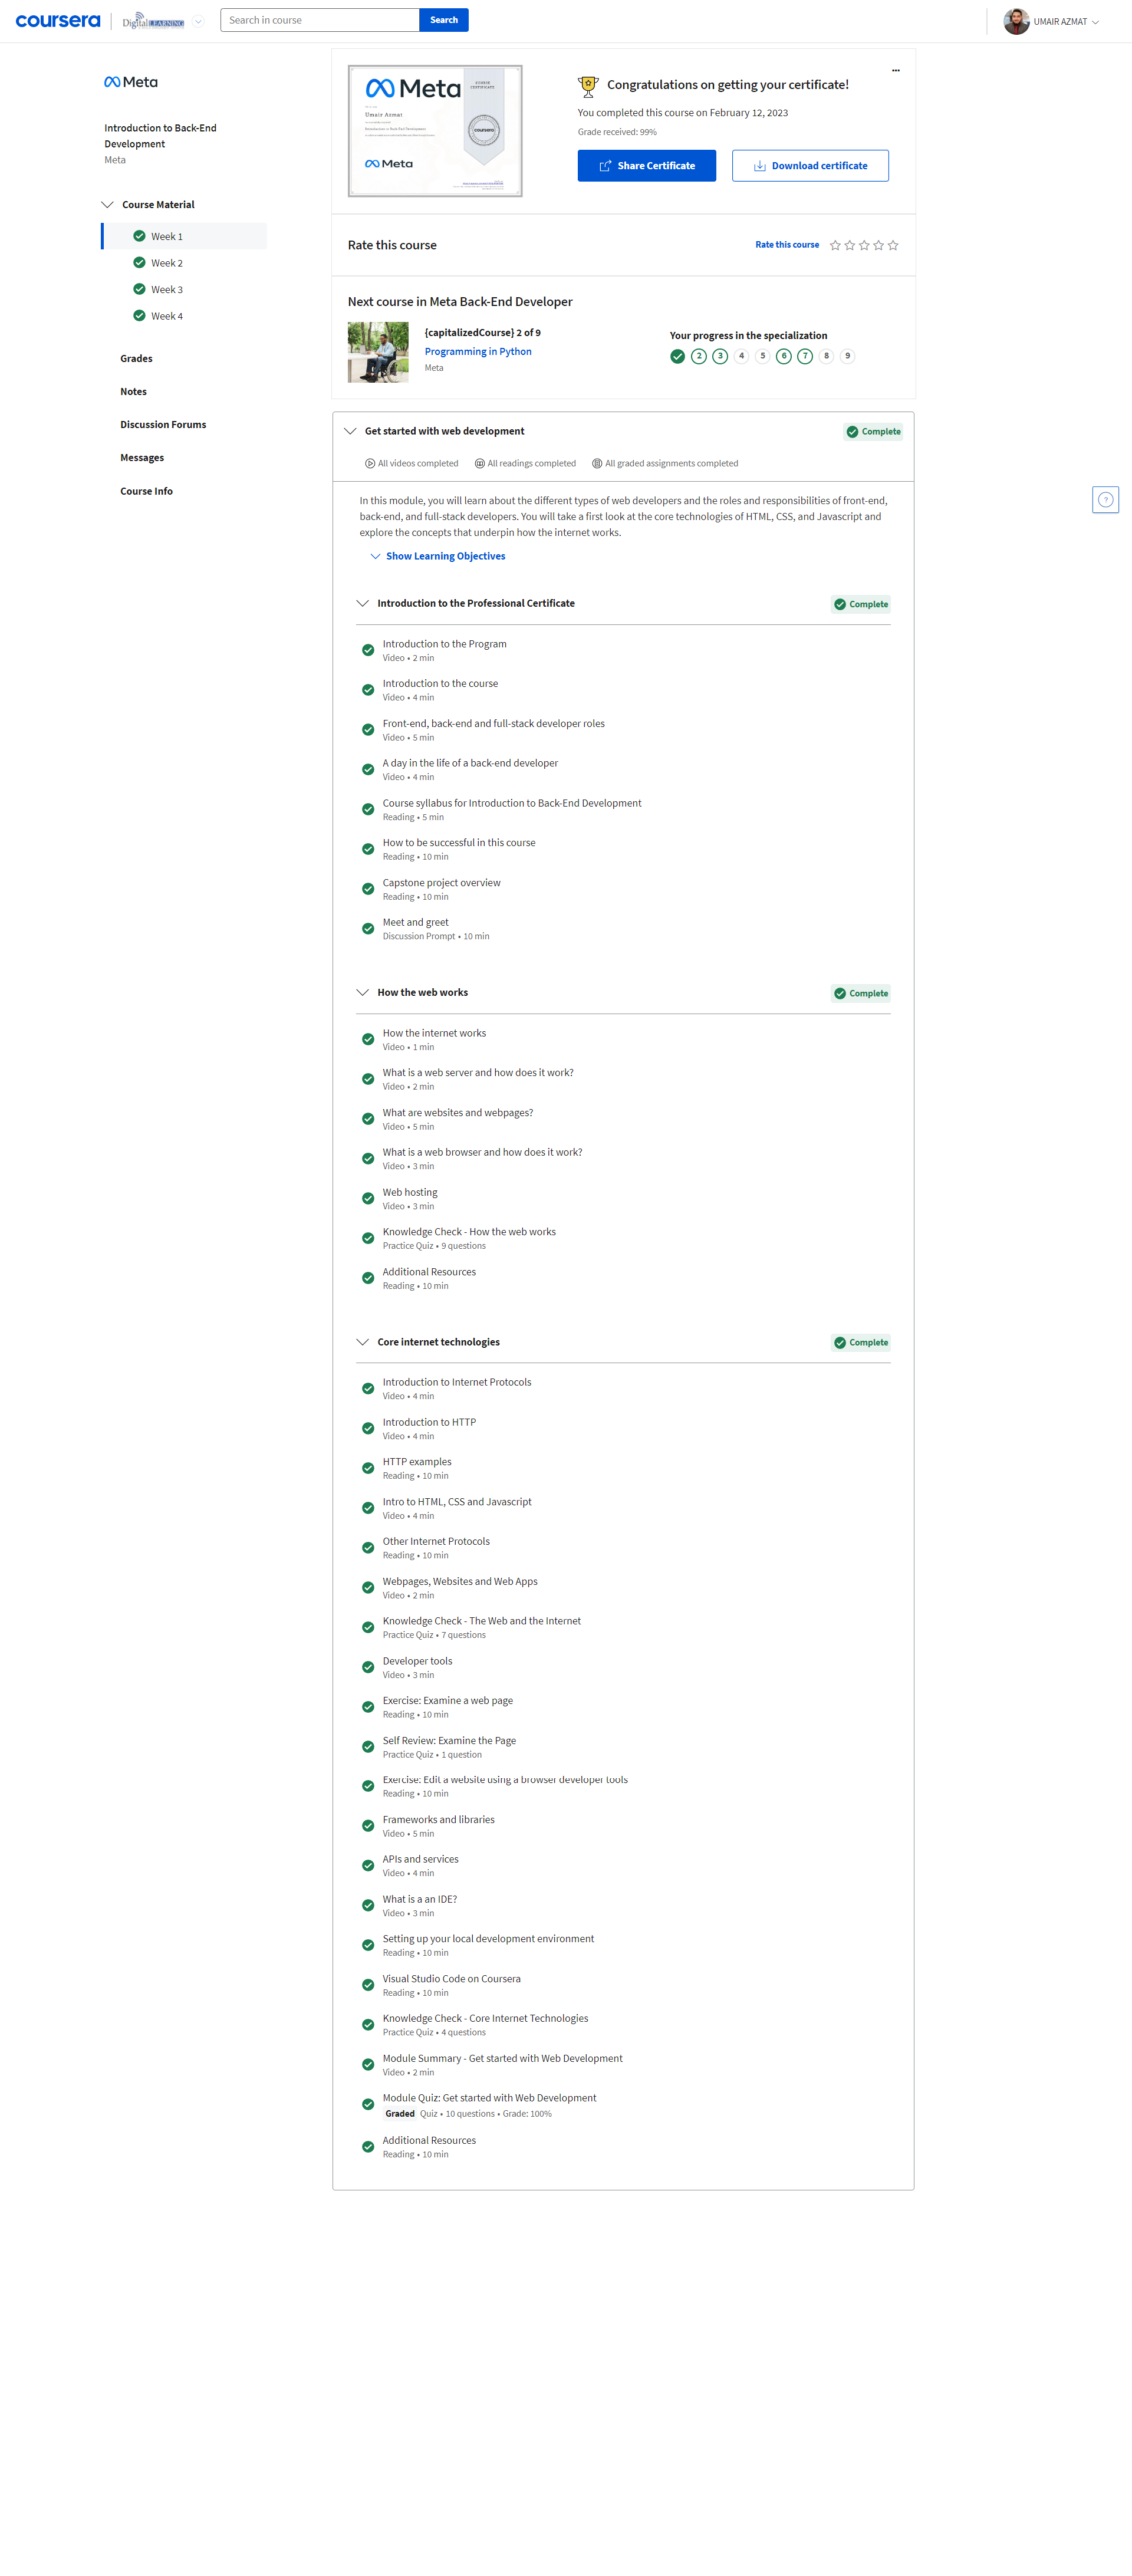 coursera
Digital LEARNING
Search in course
Search
UMAIR AZMAT
Meta
Introduction to Back-End
Development
Meta
Course Material
Week 1
Week 2
Week 3
Week 4
Grades
Notes
Discussion Forums
Messages
Course Info
Meta
COURSE
CERTIFICATE
Umair Azmat
Introduction to Back-End Development
coursera
Meta
Congratulations on getting your certificate!
You completed this course on February 12, 2023
Grade received: 99%
Share Certificate
Download certificate
Rate this course
Rate this course
Next course in Meta Back-End Developer
{capitalizedCourse} 2 of 9
Programming in Python
Meta
Your progress in the specialization
2 3 4 5 6 7 8 9
Get started with web development
Complete
All videos completed
All readings completed
All graded assignments completed
In this module, you will learn about the different types of web developers and the roles and responsibilities of front-end,
back-end, and full-stack developers. You will take a first look at the core technologies of HTML, CSS, and Javascript and
explore the concepts that underpin how the internet works.
Show Learning Objectives
Introduction to the Professional Certificate
Complete
Introduction to the Program
Video • 2 min
Introduction to the course
Video • 4 min
Front-end, back-end and full-stack developer roles
Video • 5 min
A day in the life of a back-end developer
Video • 4 min
Course syllabus for Introduction to Back-End Development
Reading • 5 min
How to be successful in this course
Reading • 10 min
Capstone project overview
Reading • 10 min
Meet and greet
Discussion Prompt • 10 min
How the web works
Complete
How the internet works
Video • 1 min
What is a web server and how does it work?
Video • 2 min
What are websites and webpages?
Video • 5 min
What is a web browser and how does it work?
Video • 3 min
Web hosting
Video • 3 min
Knowledge Check - How the web works
Practice Quiz • 9 questions
Additional Resources
Reading • 10 min
Core internet technologies
Complete
Introduction to Internet Protocols
Video • 4 min
Introduction to HTTP
Video • 4 min
HTTP examples
Reading • 10 min
Intro to HTML, CSS and Javascript
Video • 4 min
Other Internet Protocols
Reading • 10 min
Webpages, Websites and Web Apps
Video • 2 min
Knowledge Check - The Web and the Internet
Practice Quiz • 7 questions
Developer tools
Video • 3 min
Exercise: Examine a web page
Reading • 10 min
Self Review: Examine the Page
Practice Quiz • 1 question
Exercise: Edit a website using a browser developer tools
Reading • 10 min
Frameworks and libraries
Video • 5 min
APIs and services
Video • 4 min
What is a an IDE?
Video • 3 min
Setting up your local development environment
Reading • 10 min
Visual Studio Code on Coursera
Reading • 10 min
Knowledge Check - Core Internet Technologies
Practice Quiz • 4 questions
Module Summary - Get started with Web Development
Video • 2 min
Module Quiz: Get started with Web Development
Graded Quiz • 10 questions • Grade: 100%
Additional Resources
Reading • 10 min